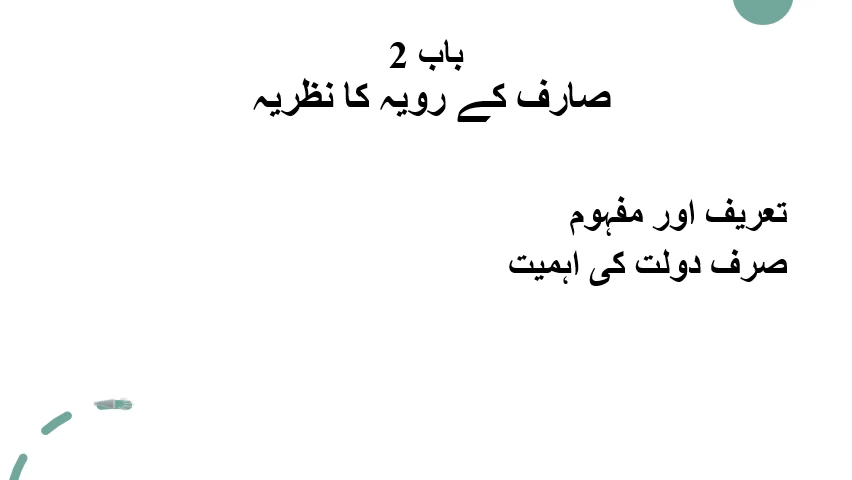 باب 2
صارف کے رویہ کا نظریہ
تعریف اور مفہوم
صرف دولت کی اہمیت